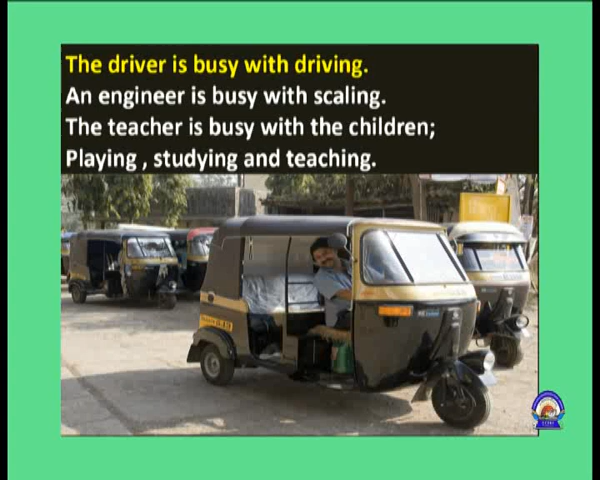 The driver is busy with driving.
An engineer is busy with scaling.
The teacher is busy with the children;
Playing , studying and teaching.